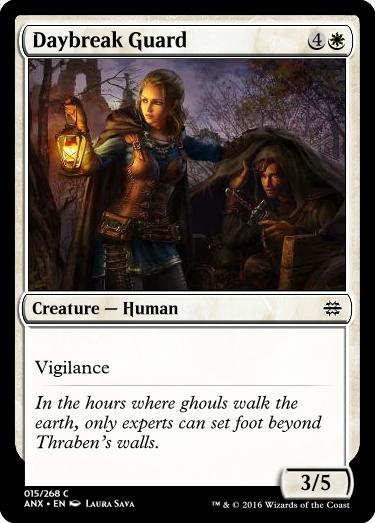 Daybreak Guard 4
Creature — Human
Vigilance
In the hours where ghouls walk the
earth, only experts can set foot beyond
Thraben's walls.
3/5
015/268 C
ANX • EN LAURA SAVA
™ & © 2016 Wizards of the Coast